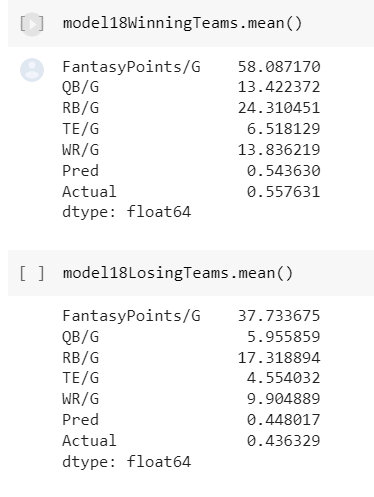 [ ] model18WinningTeams.mean()
FantasyPoints/G 58.087170
QB/G 13.422372
RB/G 24.310451
TE/G 6.518129
WR/G 13.836219
Pred 0.543630
Actual 0.557631
dtype: float64
[ ] model18LosingTeams.mean()
FantasyPoints/G 37.733675
QB/G 5.955859
RB/G 17.318894
TE/G 4.554032
WR/G 9.904889
Pred 0.448017
Actual 0.436329
dtype: float64